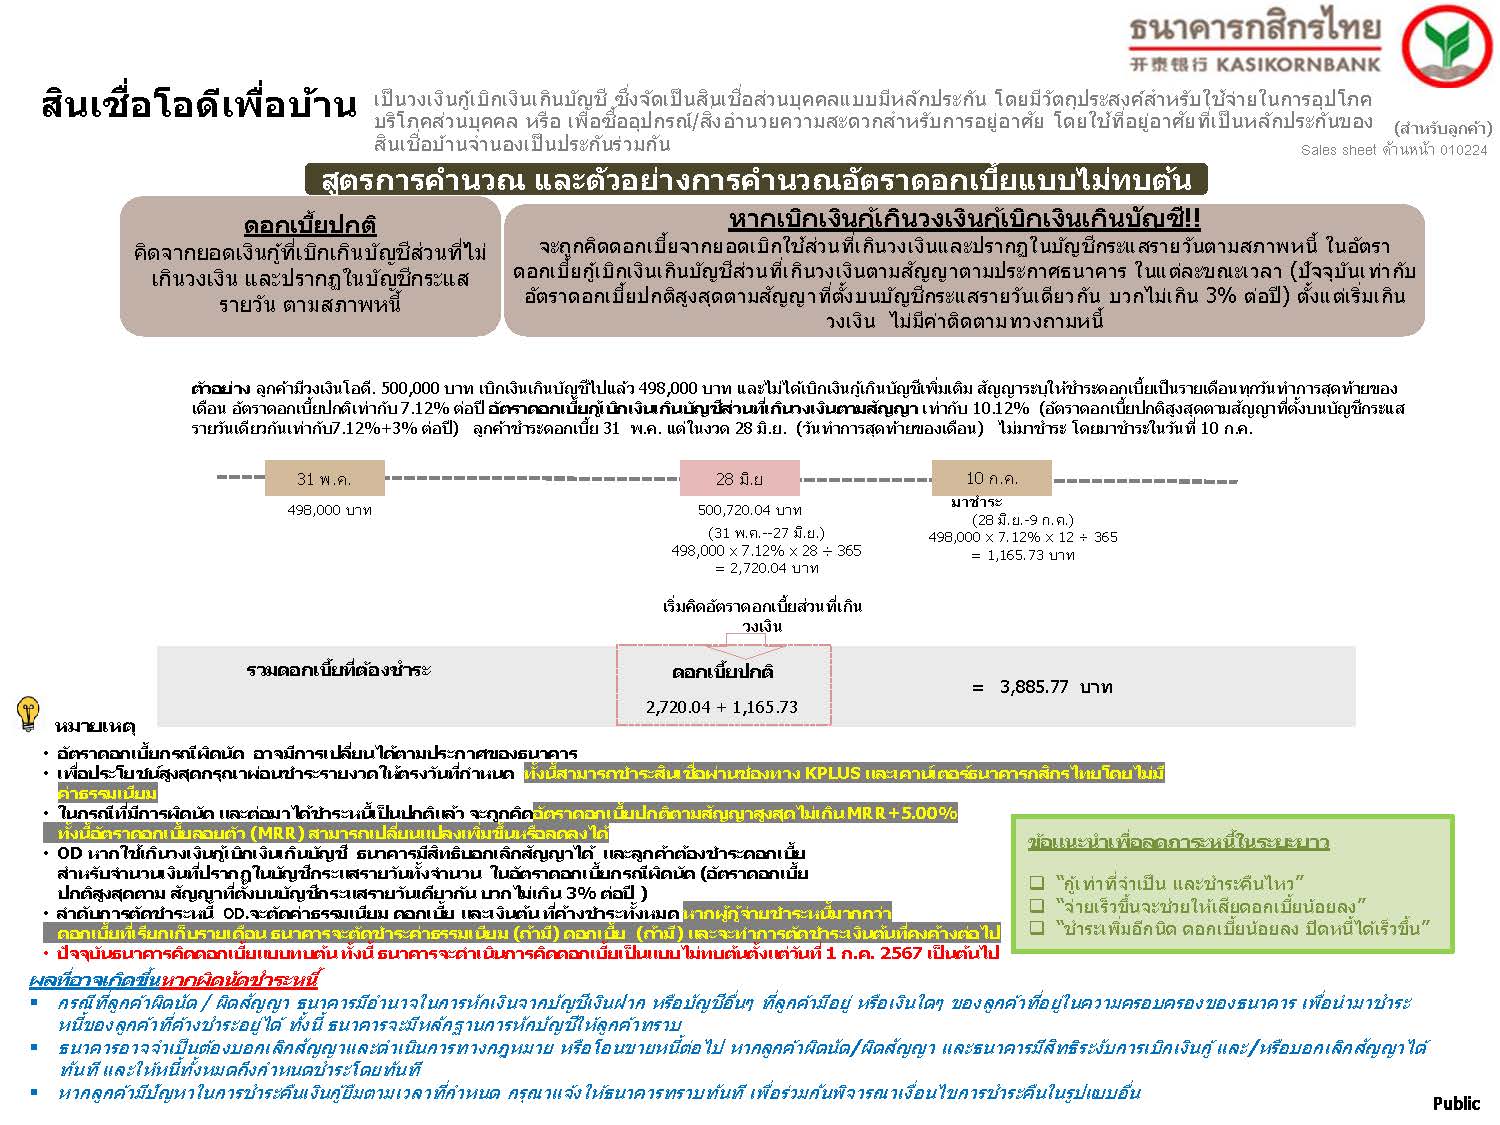 ธนาคารกสิกรไทย
开泰银行 KASIKORNBANK
สินเชื่อโอดีเพื่อบ้าน
เป็นวงเงินกู้เบิกเงินเกินบัญชี ซึ่งจัดเป็นสินเชื่อส่วนบุคคลแบบมีหลักประกัน โดยมีวัตถุประสงค์สำหรับใช้จ่ายในการอุปโภค
บริโภคส่วนบุคคล หรือ เพื่อซื้ออุปกรณ์/สิ่งอำนวยความสะดวกสำหรับการอยู่อาศัย โดยใช้ที่อยู่อาศัยที่เป็นหลักประกันของ
สินเชื่อบ้านจำนองเป็นประกันร่วมกัน
(สำหรับลูกค้า)
Sales sheet ด้านหน้า 010224
สูตรการคำนวณ และตัวอย่างการคำนวณอัตราดอกเบี้ยแบบไม่ทบต้น
ดอกเบี้ยปกติ
คิดจากยอดเงินกู้ที่เบิกเกินบัญชีส่วนที่ไม่
เกินวงเงิน และปรากฏในบัญชีกระแส
รายวัน ตามสภาพหนี้
หากเบิกเงินกู้เกินวงเงินกู้เบิกเงินเกินบัญชี!!
จะถูกคิดดอกเบี้ยจากยอดเบิกใช้ส่วนที่เกินวงเงินและปรากฏในบัญชีกระแสรายวันตามสภาพหนี้ ในอัตรา
ดอกเบี้ยกู้เบิกเงินเกินบัญชีส่วนที่เกินวงเงินตามสัญญาตามประกาศธนาคาร ในแต่ละขณะเวลา (ปัจจุบันเท่ากับ
อัตราดอกเบี้ยปกติสูงสุดตามสัญญาที่ตั้งบนบัญชีกระแสรายวันเดียวกัน บวกไม่เกิน 3% ต่อปี) ตั้งแต่เริ่มเกิน
วงเงิน ไม่มีค่าติดตามทวงถามหนี้
ตัวอย่าง ลูกค้ามีวงเงินโอดี. 500,000 บาท เบิกเงินเกินบัญชีไปแล้ว 498,000 บาท และไม่ได้เบิกเงินกู้เกินบัญชีเพิ่มเติม สัญญาระบุให้ชำระดอกเบี้ยเป็นรายเดือนทุกวันทำการสุดท้ายของ
เดือน อัตราดอกเบี้ยปกติเท่ากับ 7.12% ต่อปี อัตราดอกเบี้ยกู้เบิกเงินเกินบัญชีส่วนที่เกินวงเงินตามสัญญา เท่ากับ 10.12% (อัตราดอกเบี้ยปกติสูงสุดตามสัญญาที่ตั้งบนบัญชีกระแส
รายวันเดียวกันเท่ากับ7.12%+3% ต่อปี) ลูกค้าชำระดอกเบี้ย 31 พ.ค. แต่ในงวด 28 มิ.ย. (วันทำการสุดท้ายของเดือน) ไม่มาชำระ โดยมาชำระในวันที่ 10 ก.ค.
31 พ.ค.
28 มิ.ย
10 ก.ค.
498,000 บาท
500,720.04 บาท
(31 พ.ค.--27 มิ.ย.)
498,000 x 7.12% x 28 ÷ 365
= 2,720.04 บาท
มาชำระ
(28 มิ.ย.-9 ก.ค.)
498,000 x 7.12% x 12 ÷ 365
= 1,165.73 บาท
เริ่มคิดอัตราดอกเบี้ยส่วนที่เกิน
วงเงิน
รวมดอกเบี้ยที่ต้องชำระ
ดอกเบี้ยปกติ
2,720.04 + 1,165.73
= 3,885.77 บาท
หมายเหตุ
• อัตราดอกเบี้ยกรณีผิดนัด อาจมีการเปลี่ยนได้ตามประกาศของธนาคาร
• เพื่อประโยชน์สูงสุดกรุณาผ่อนชำระรายงวดให้ตรงวันที่กำหนด ทั้งนี้สามารถชำระสินเชื่อผ่านช่องทาง KPLUS และเคาน์เตอร์ธนาคารกสิกรไทยโดยไม่มี
ค่าธรรมเนียม
• ในกรณีที่มีการผิดนัด และต่อมาได้ชำระหนี้เป็นปกติแล้ว จะถูกคิดอัตราดอกเบี้ยปกติตามสัญญาสูงสุดไม่เกิน MRR+5.00%
ทั้งนี้อัตราดอกเบี้ยลอยตัว (MRR) สามารถเปลี่ยนแปลงเพิ่มขึ้นหรือลดลงได้
• OD หากใช้เกินวงเงินกู้เบิกเงินเกินบัญชี ธนาคารมีสิทธิบอกเลิกสัญญาได้ และลูกค้าต้องชำระดอกเบี้ย
สำหรับจำนวนเงินที่ปรากฏในบัญชีกระแสรายวันทั้งจำนวน ในอัตราดอกเบี้ยกรณีผิดนัด (อัตราดอกเบี้ย
ปกติสูงสุดตาม สัญญาที่ตั้งบนบัญชีกระแสรายวันเดียวกัน บวกไม่เกิน 3% ต่อปี )
• ลำดับการตัดชำระหนี้ OD.จะตัดค่าธรรมเนียม ดอกเบี้ย และเงินต้น ที่ค้างชำระทั้งหมด หากผู้กู้จ่ายชำระหนี้มากกว่า
ดอกเบี้ยที่เรียกเก็บรายเดือน ธนาคารจะตัดชำระค่าธรรมเนียม (ถ้ามี) ดอกเบี้ย (ถ้ามี) และจะทำการตัดชำระเงินต้นที่คงค้างต่อไป
• ปัจจุบันธนาคารคิดดอกเบี้ยแบบทบต้น ทั้งนี้ ธนาคารจะดำเนินการคิดดอกเบี้ยเป็นแบบไม่ทบต้นตั้งแต่วันที่ 1 ก.ค. 2567 เป็นต้นไป
ข้อแนะนำเพื่อลดภาระหนี้ในระยะยาว
❑ “กู้เท่าที่จำเป็น และชำระคืนไหว”
❑ “จ่ายเร็วขึ้นจะช่วยให้เสียดอกเบี้ยน้อยลง”
❑ “ชำระเพิ่มอีกนิด ดอกเบี้ยน้อยลง ปิดหนี้ได้เร็วขึ้น”
ผลที่อาจเกิดขึ้นหากผิดนัดชำระหนี้
▪ กรณีที่ลูกค้าผิดนัด / ผิดสัญญา ธนาคารมีอำนาจในการหักเงินจากบัญชีเงินฝาก หรือบัญชีอื่นๆ ที่ลูกค้ามีอยู่ หรือเงินใดๆ ของลูกค้าที่อยู่ในความครอบครองของธนาคาร เพื่อนำมาชำระ
หนี้ของลูกค้าที่ค้างชำระอยู่ได้ ทั้งนี้ ธนาคารจะมีหลักฐานการหักบัญชีให้ลูกค้าทราบ
▪ ธนาคารอาจจำเป็นต้องบอกเลิกสัญญาและดำเนินการทางกฎหมาย หรือโอนขายหนี้ต่อไป หากลูกค้าผิดนัด/ผิดสัญญา และธนาคารมีสิทธิระงับการเบิกเงินกู้ และ/หรือบอกเลิกสัญญาได้
ทันที และให้หนี้ทั้งหมดถึงกำหนดชำระโดยทันที
▪ หากลูกค้ามีปัญหาในการชำระคืนเงินกู้ยืมตามเวลาที่กำหนด กรุณาแจ้งให้ธนาคารทราบทันที เพื่อร่วมกันพิจารณาเงื่อนไขการชำระคืนในรูปแบบอื่น
Public